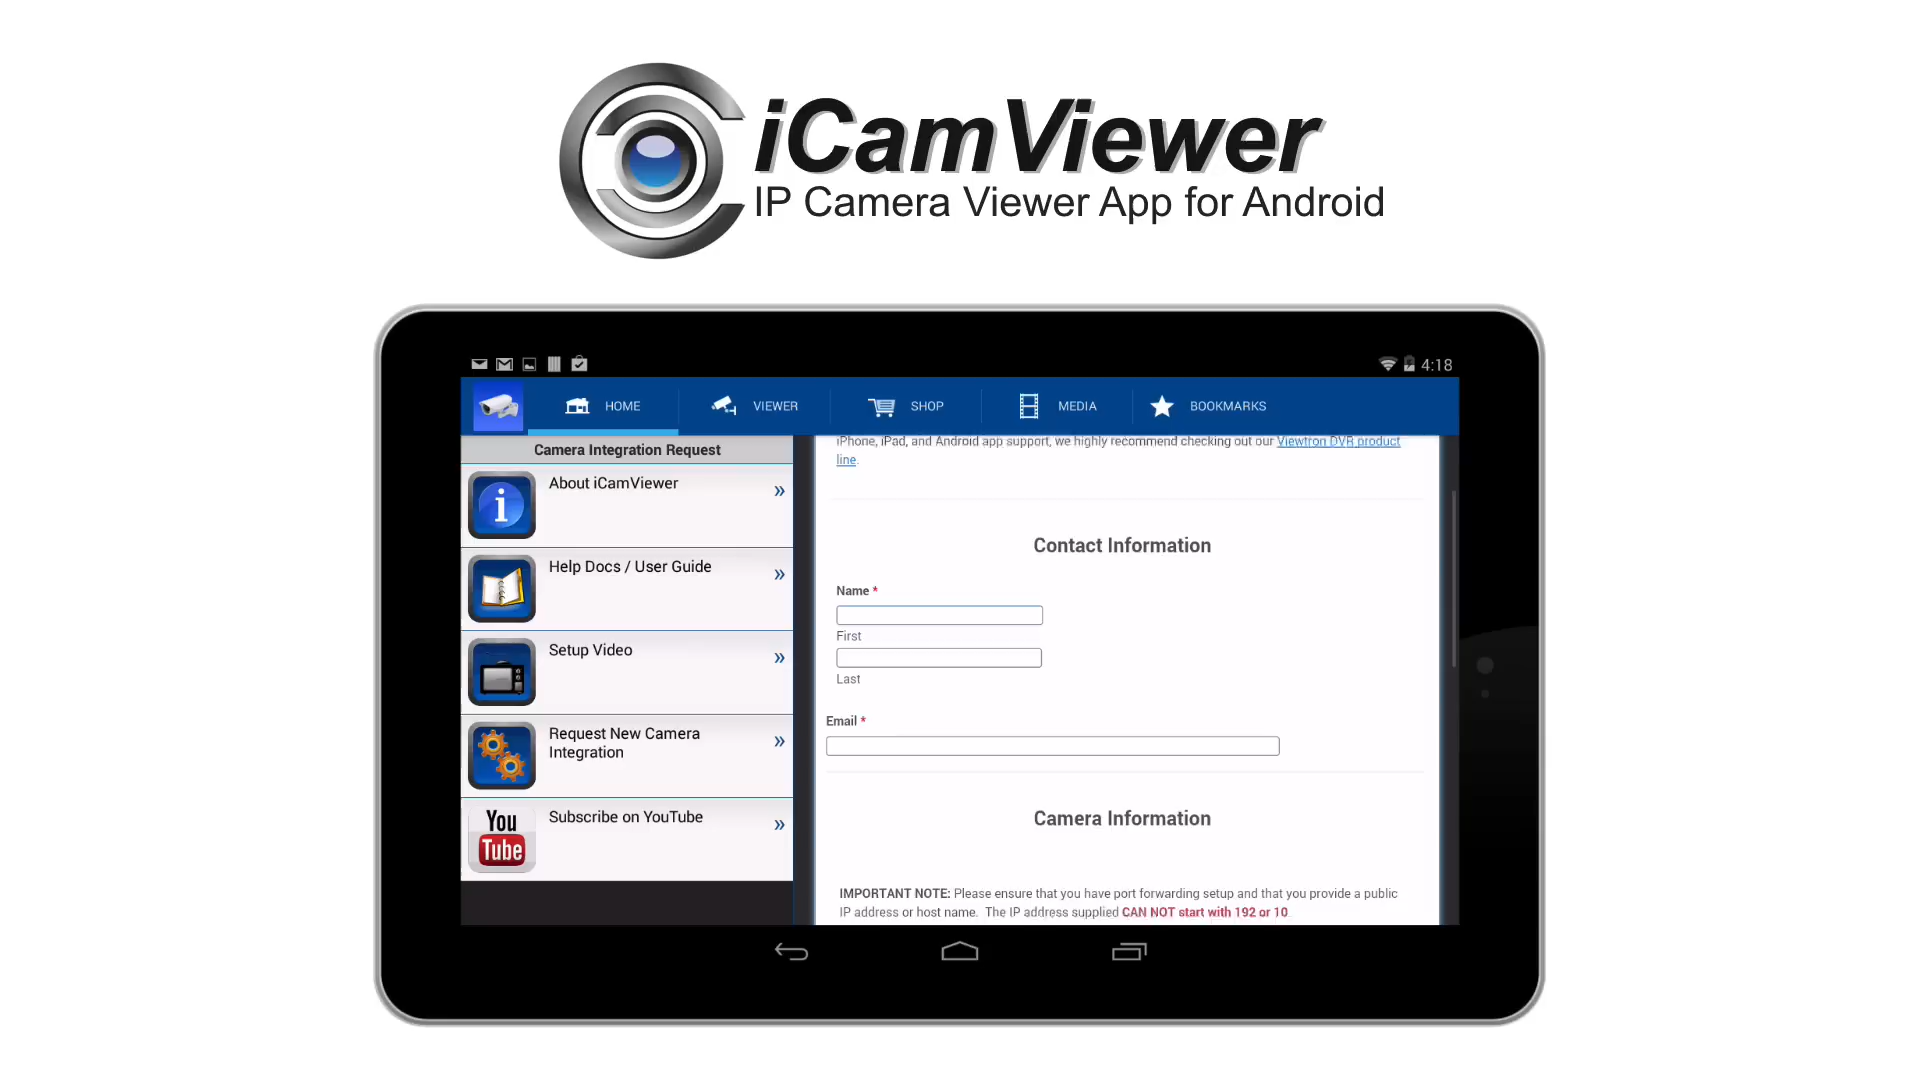 iCamViewer
IP Camera Viewer App for Android
4:18
HOME
VIEWER
SHOP
MEDIA
BOOKMARKS
Camera Integration Request
About iCamViewer
»
Help Docs / User Guide
»
Setup Video
»
Request New Camera
Integration
»
You
Tube
Subscribe on YouTube
»
iPhone, iPad, and Android app support, we highly recommend checking out our Viewtron DVR product
line.
Contact Information
Name *
First
Last
Email *
Camera Information
IMPORTANT NOTE: Please ensure that you have port forwarding setup and that you provide a public
IP address or host name. The IP address supplied CAN NOT start with 192 or 10.